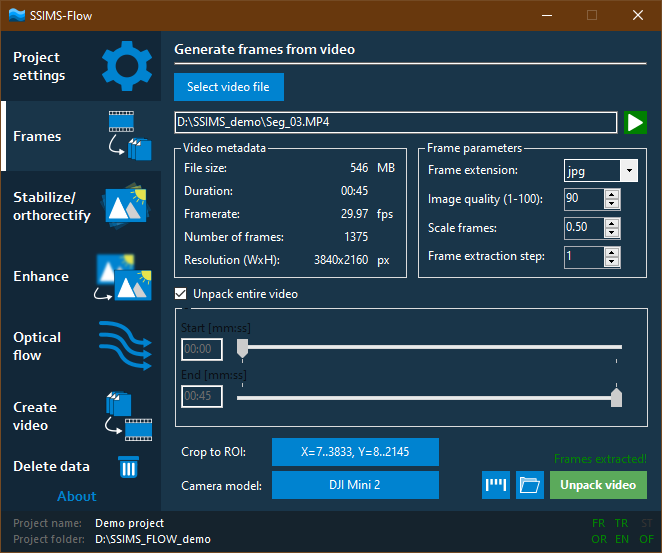 SSIMS-Flow
Project
settings
Frames
Stabilize/
orthorectify
Enhance
Optical
flow
Create
video
Delete data
About
Generate frames from video
Select video file
D:\SSIMS_demo\Seg_03.MP4
Video metadata
File size: 546 MB
Duration: 00:45
Framerate: 29.97 fps
Number of frames: 1375
Resolution (WxH): 3840x2160 px
Frame parameters
Frame extension: jpg
Image quality (1-100): 90
Scale frames: 0.50
Frame extraction step: 1
Unpack entire video
Start [mm:ss]
00:00
End [mm:ss]
00:45
Crop to ROI: X=7..3833, Y=8..2145
Camera model: DJI Mini 2
Frames extracted!
Unpack video
Project name: Demo project
Project folder: D:\SSIMS_FLOW_demo
FR TR ST
OR EN OF